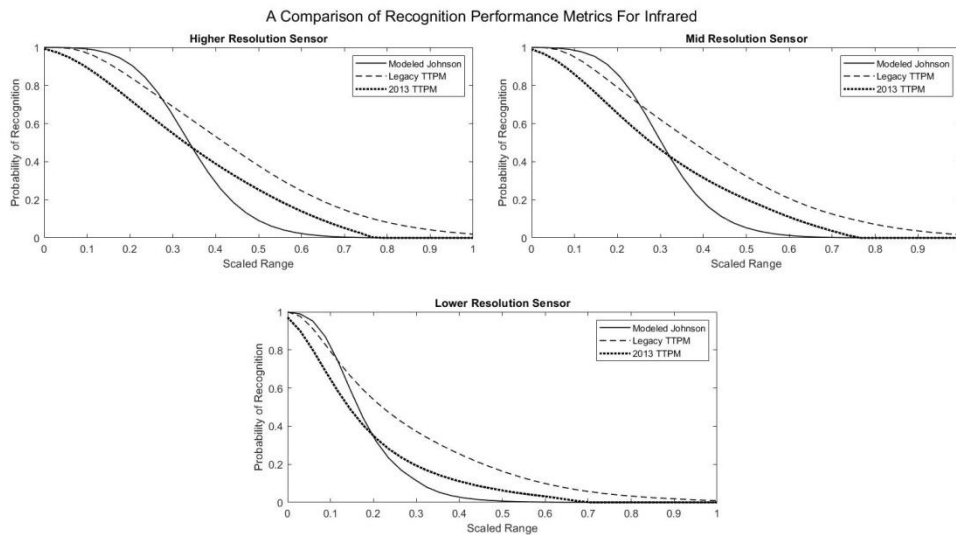 A Comparison of Recognition Performance Metrics For Infrared
Higher Resolution Sensor
Probability of Recognition
1
0.8
0.6
0.4
0.2
0
Modeled Johnson
Legacy TTPM
2013 TTPM
0 0.1 0.2 0.3 0.4 0.5 0.6 0.7 0.8 0.9 1
Scaled Range
Mid Resolution Sensor
Probability of Recognition
1
0.8
0.6
0.4
0.2
0
Modeled Johnson
Legacy TTPM
2013 TTPM
0 0.1 0.2 0.3 0.4 0.5 0.6 0.7 0.8 0.9
Scaled Range
Lower Resolution Sensor
Probability of Recognition
1
0.8
0.6
0.4
0.2
0
Modeled Johnson
Legacy TTPM
2013 TTPM
0 0.1 0.2 0.3 0.4 0.5 0.6 0.7 0.8 0.9 1
Scaled Range